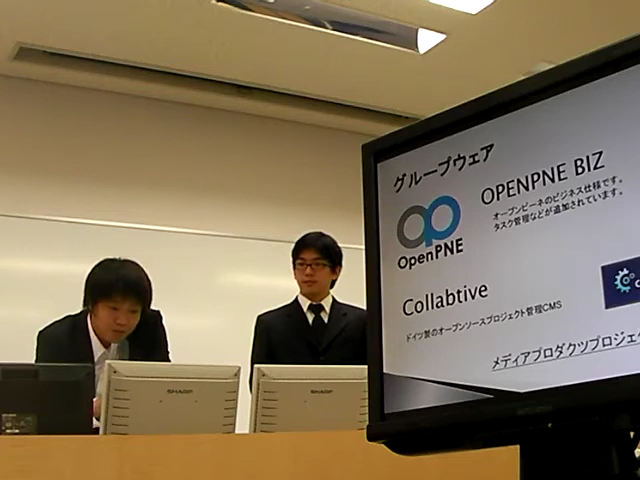 グループウェア
OPENPNE BIZ
オープンピーネのビジネス仕様です。
タスク管理などが追加されています。
OpenPNE
Collabtive
ドイツ製のオープンソースプロジェクト管理CMS
メディアプロダクツプロジェ
SHARP
SHARP